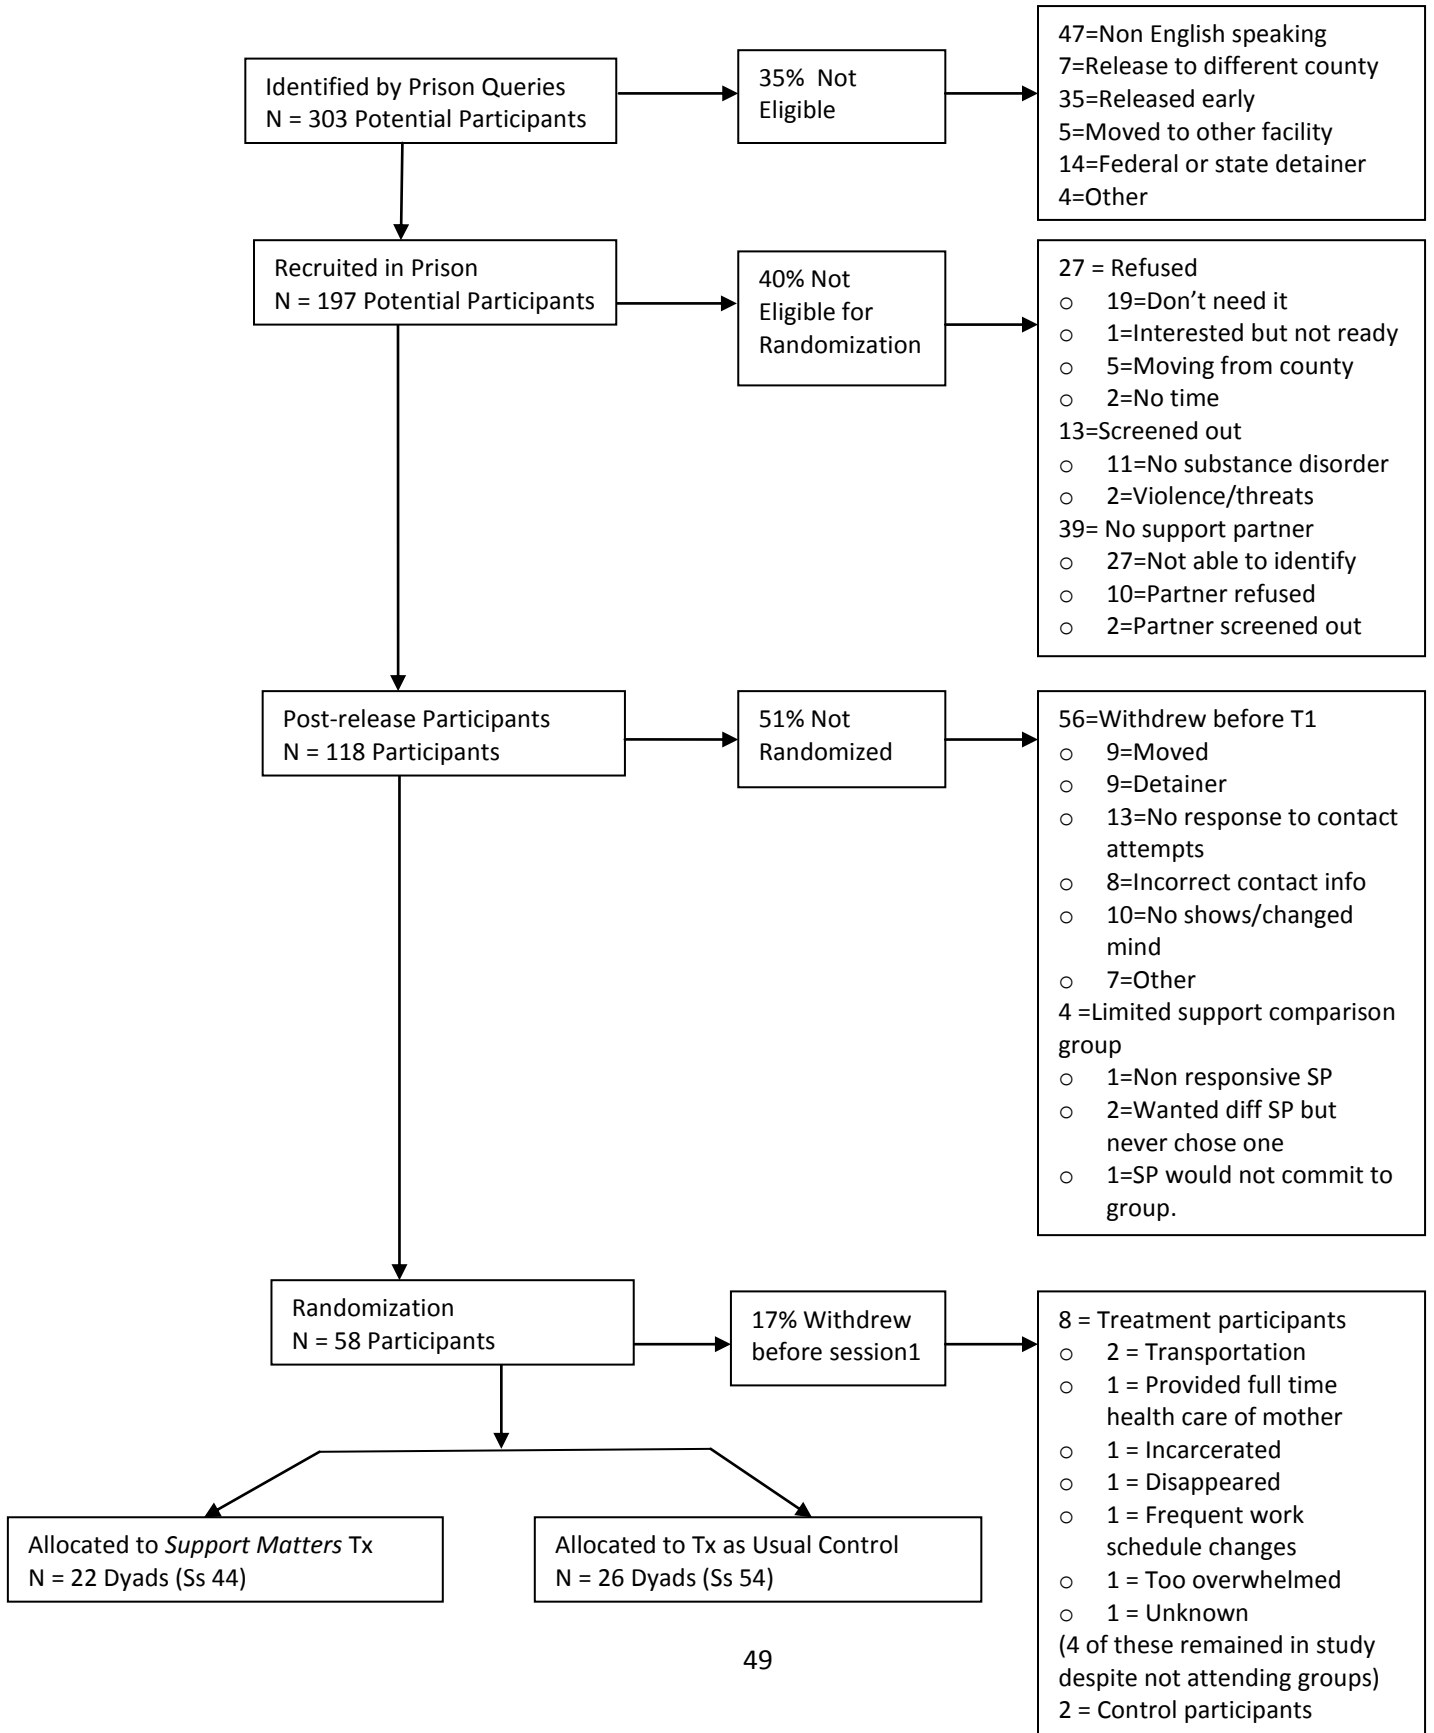 Identified by Prison Queries
N = 303 Potential Participants
35% Not
Eligible
47=Non English speaking
7=Release to different county
35=Released early
5=Moved to other facility
14=Federal or state detainer
4=Other
Recruited in Prison
N = 197 Potential Participants
40% Not
Eligible for
Randomization
27 = Refused
o 19=Don’t need it
o 1=Interested but not ready
o 5=Moving from county
o 2=No time
13=Screened out
o 11=No substance disorder
o 2=Violence/threats
39= No support partner
o 27=Not able to identify
o 10=Partner refused
o 2=Partner screened out
Post-release Participants
N = 118 Participants
51% Not
Randomized
56=Withdrew before T1
o 9=Moved
o 9=Detainer
o 13=No response to contact
attempts
o 8=Incorrect contact info
o 10=No shows/changed
mind
o 7=Other
4 =Limited support comparison
group
o 1=Non responsive SP
o 2=Wanted diff SP but
never chose one
o 1=SP would not commit to
group.
Randomization
N = 58 Participants
17% Withdrew
before session1
8 = Treatment participants
o 2 = Transportation
o 1 = Provided full time
health care of mother
o 1 = Incarcerated
o 1 = Disappeared
o 1 = Frequent work
schedule changes
o 1 = Too overwhelmed
o 1 = Unknown
(4 of these remained in study
despite not attending groups)
2 = Control participants
Allocated to Support Matters Tx
N = 22 Dyads (Ss 44)
Allocated to Tx as Usual Control
N = 26 Dyads (Ss 54)
49